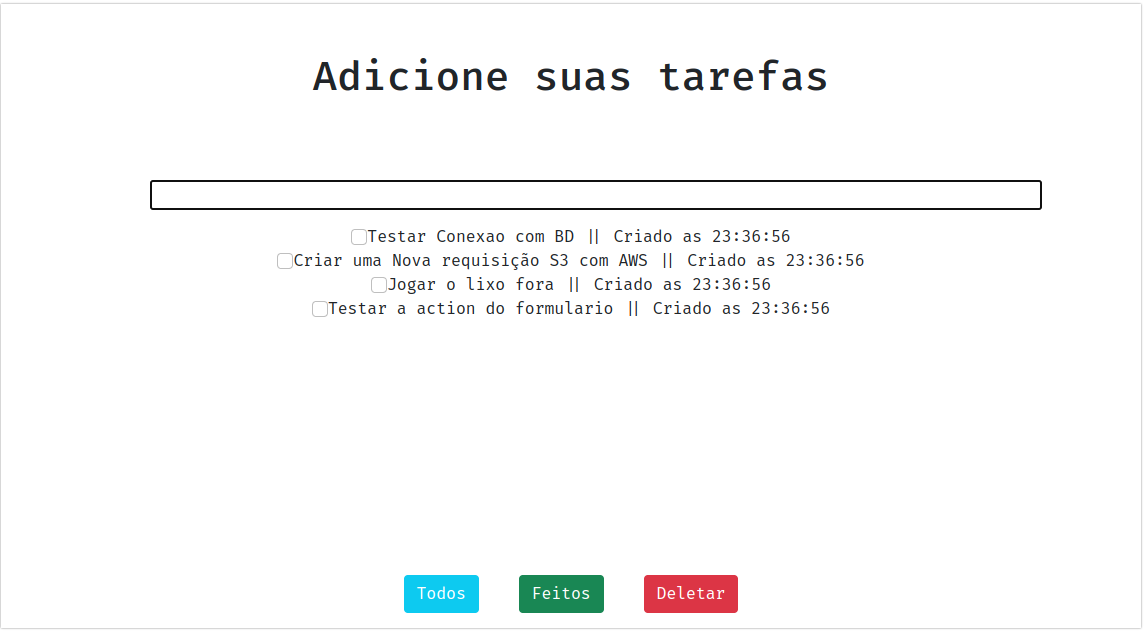 Adicione suas tarefas
Testar Conexao com BD || Criado as 23:36:56
Criar uma Nova requisição S3 com AWS || Criado as 23:36:56
Jogar o lixo fora || Criado as 23:36:56
Testar a action do formulario || Criado as 23:36:56
Todos Feitos Deletar